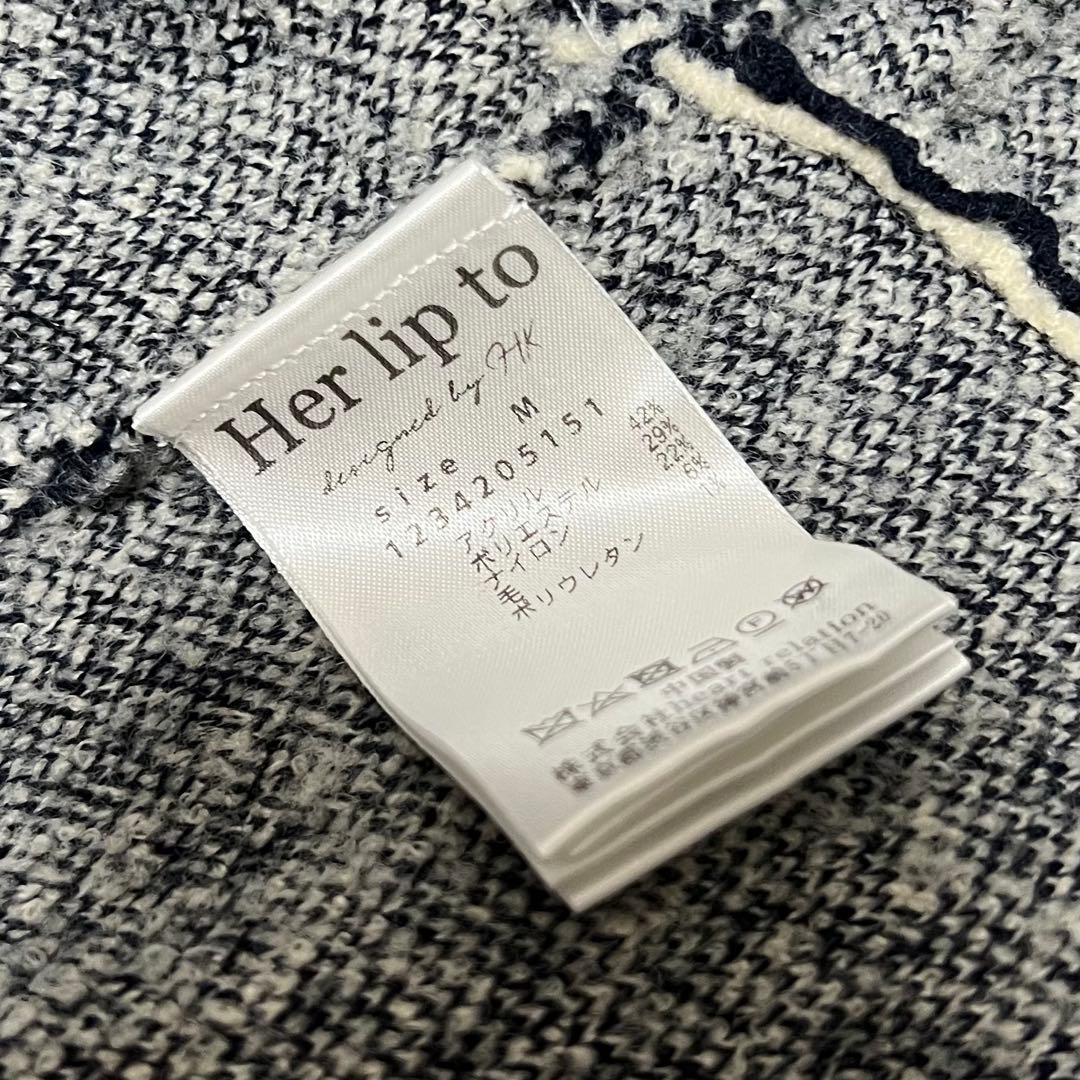 Her lip to
designed by HK
size M
1234205151
アクリル 42%
ポリエステル 29%
ナイロン 22%
毛 6%
ポリウレタン 1%
中国製
株式会社heart relation